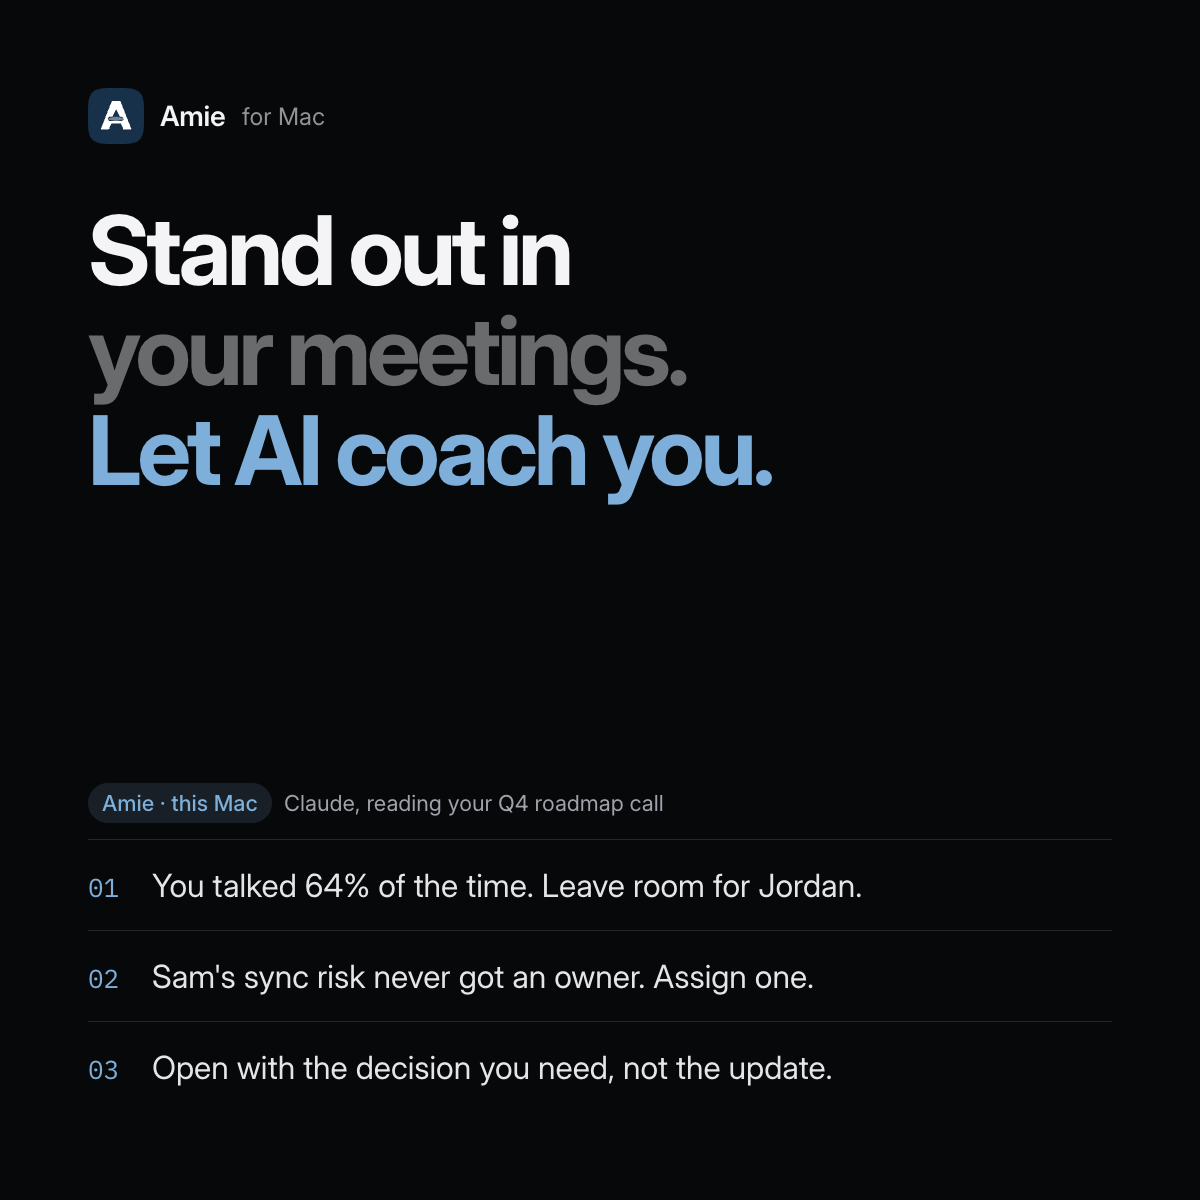 Amie for Mac
Stand out in
your meetings.
Let AI coach you.
Amie · this Mac Claude, reading your Q4 roadmap call
01 You talked 64% of the time. Leave room for Jordan.
02 Sam's sync risk never got an owner. Assign one.
03 Open with the decision you need, not the update.